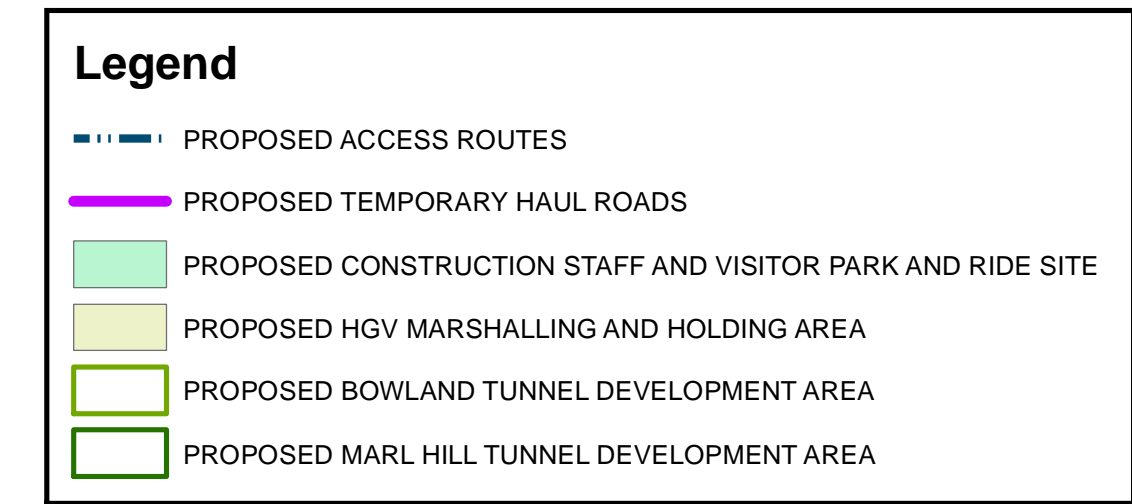 Legend
PROPOSED ACCESS ROUTES
PROPOSED TEMPORARY HAUL ROADS
PROPOSED CONSTRUCTION STAFF AND VISITOR PARK AND RIDE SITE
PROPOSED HGV MARSHALLING AND HOLDING AREA
PROPOSED BOWLAND TUNNEL DEVELOPMENT AREA
PROPOSED MARL HILL TUNNEL DEVELOPMENT AREA